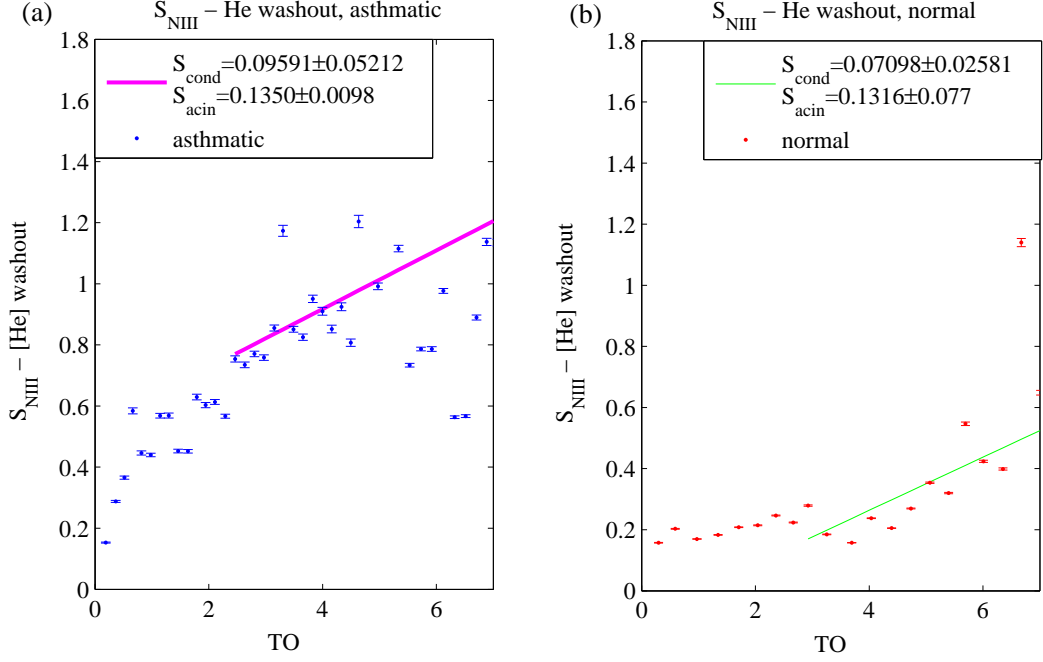 (a)
S_NIII – He washout, asthmatic
S_cond=0.09591±0.05212
S_acin=0.1350±0.0098
asthmatic
1.8
1.6
1.4
1.2
1
0.8
0.6
0.4
0.2
0
S_NIII – [He] washout
0 2 4 6
TO
(b)
S_NIII – He washout, normal
S_cond=0.07098±0.02581
S_acin=0.1316±0.077
normal
1.8
1.6
1.4
1.2
1
0.8
0.6
0.4
0.2
0
S_NIII – [He] washout
0 2 4 6
TO